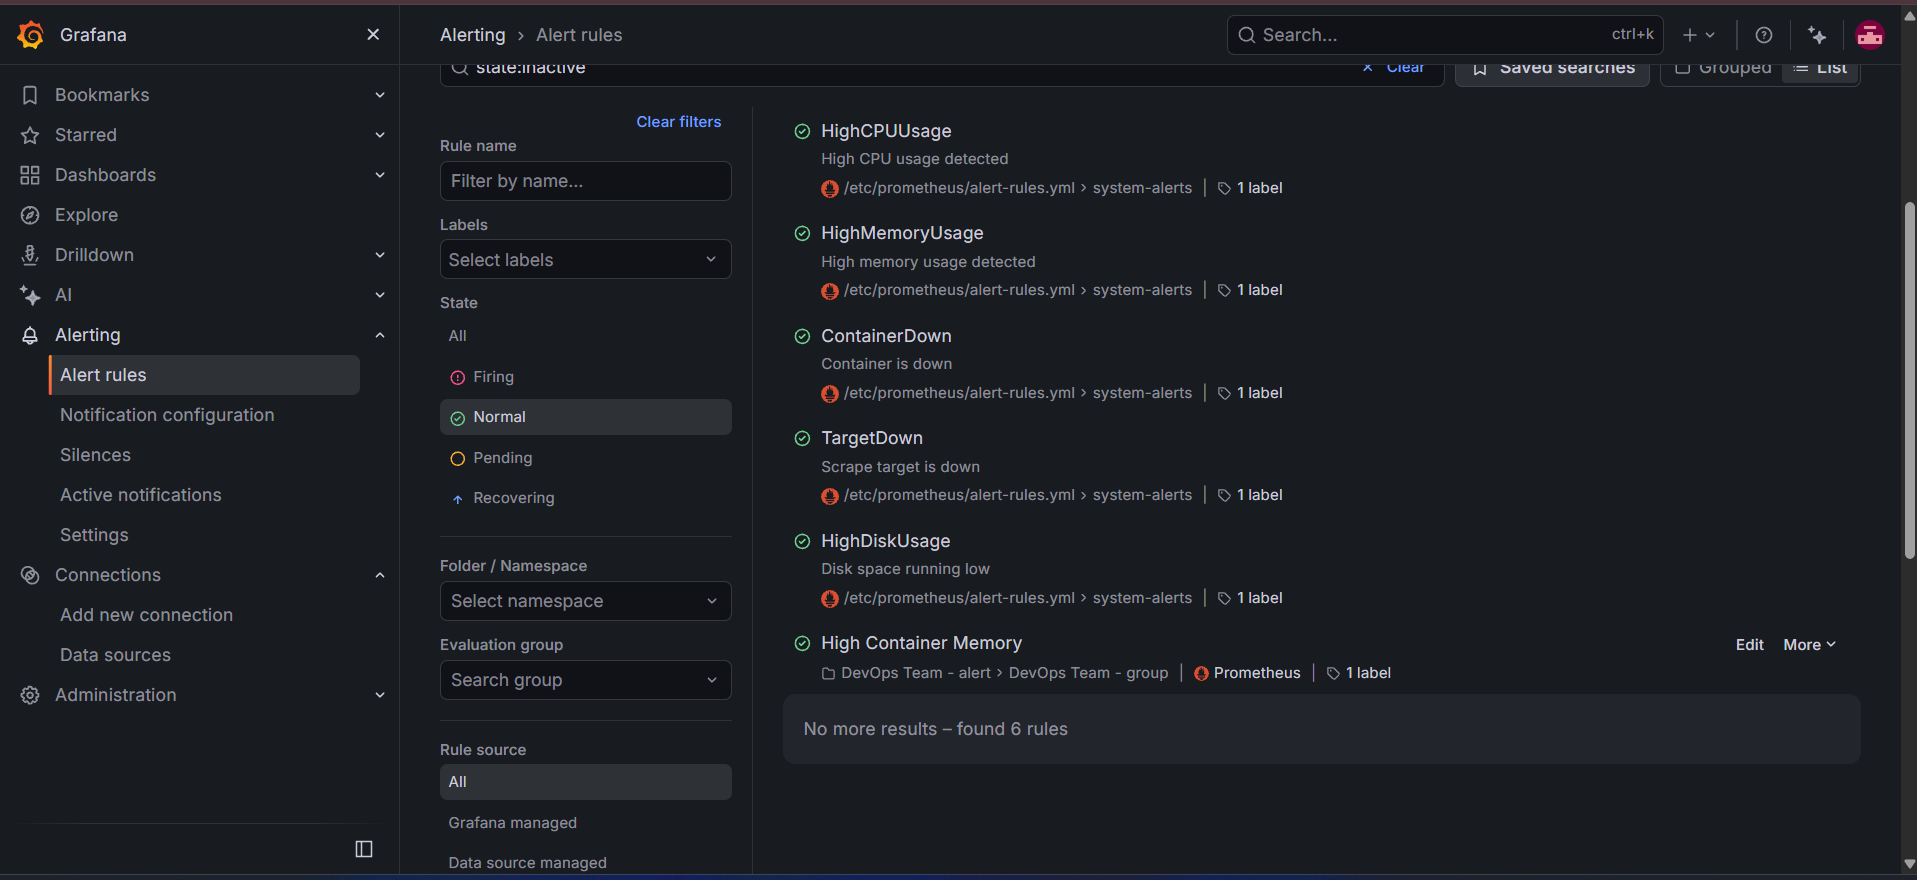 Grafana
Alerting › Alert rules
Search...
ctrl+k
Bookmarks
Starred
Dashboards
Explore
Drilldown
AI
Alerting
Alert rules
Notification configuration
Silences
Active notifications
Settings
Connections
Add new connection
Data sources
Administration
state:inactive
Clear
Saved searches
Grouped
List
Clear filters
Rule name
Filter by name...
Labels
Select labels
State
All
Firing
Normal
Pending
Recovering
Folder / Namespace
Select namespace
Evaluation group
Search group
Rule source
All
Grafana managed
Data source managed
HighCPUUsage
High CPU usage detected
/etc/prometheus/alert-rules.yml › system-alerts | 1 label
HighMemoryUsage
High memory usage detected
/etc/prometheus/alert-rules.yml › system-alerts | 1 label
ContainerDown
Container is down
/etc/prometheus/alert-rules.yml › system-alerts | 1 label
TargetDown
Scrape target is down
/etc/prometheus/alert-rules.yml › system-alerts | 1 label
HighDiskUsage
Disk space running low
/etc/prometheus/alert-rules.yml › system-alerts | 1 label
High Container Memory
Edit
More
DevOps Team - alert › DevOps Team - group | Prometheus | 1 label
No more results – found 6 rules